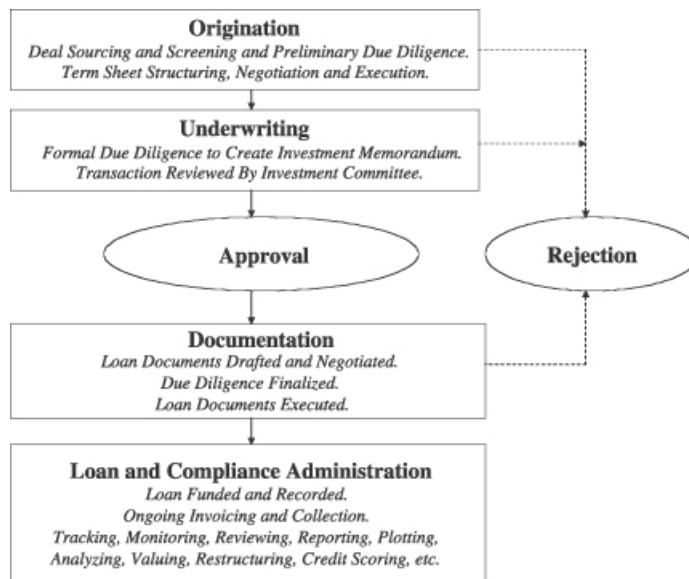 Origination
Deal Sourcing and Screening and Preliminary Due Diligence.
Term Sheet Structuring, Negotiation and Execution.
Underwriting
Formal Due Diligence to Create Investment Memorandum.
Transaction Reviewed By Investment Committee.
Approval
Rejection
Documentation
Loan Documents Drafted and Negotiated.
Due Diligence Finalized.
Loan Documents Executed.
Loan and Compliance Administration
Loan Funded and Recorded.
Ongoing Invoicing and Collection.
Tracking, Monitoring, Reviewing, Reporting, Plotting,
Analyzing, Valuing, Restructuring, Credit Scoring, etc.